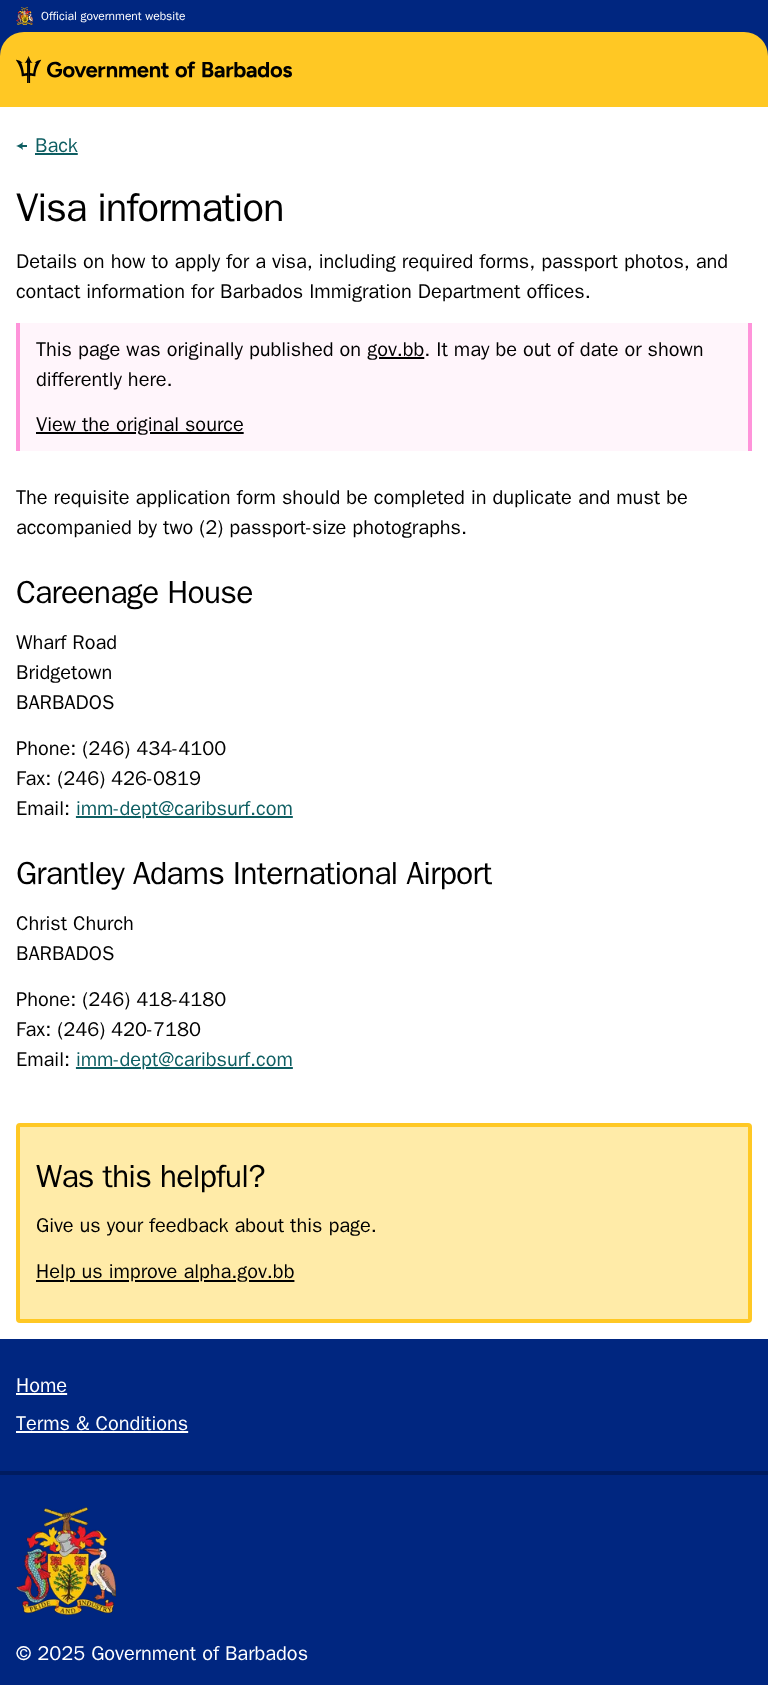 Official government website
Government of Barbados
Back
Visa information
Details on how to apply for a visa, including required forms, passport photos, and
contact information for Barbados Immigration Department offices.
This page was originally published on gov.bb. It may be out of date or shown
differently here.
View the original source
The requisite application form should be completed in duplicate and must be
accompanied by two (2) passport-size photographs.
Careenage House
Wharf Road
Bridgetown
BARBADOS
Phone: (246) 434-4100
Fax: (246) 426-0819
Email: imm-dept@caribsurf.com
Grantley Adams International Airport
Christ Church
BARBADOS
Phone: (246) 418-4180
Fax: (246) 420-7180
Email: imm-dept@caribsurf.com
Was this helpful?
Give us your feedback about this page.
Help us improve alpha.gov.bb
Home
Terms & Conditions
PRIDE AND INDUSTRY
© 2025 Government of Barbados